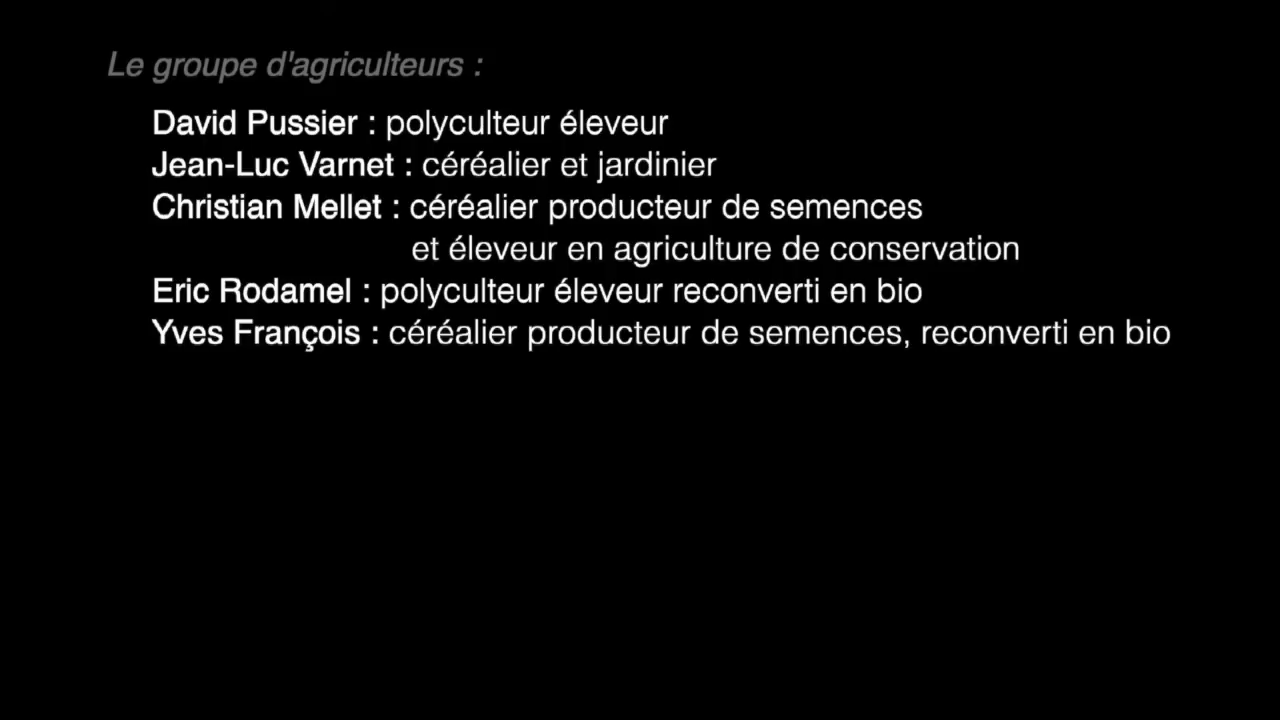 Le groupe d'agriculteurs :
David Pussier : polyculteur éleveur
Jean-Luc Varnet : céréalier et jardinier
Christian Mellet : céréalier producteur de semences
et éleveur en agriculture de conservation
Eric Rodamel : polyculteur éleveur reconverti en bio
Yves François : céréalier producteur de semences, reconverti en bio